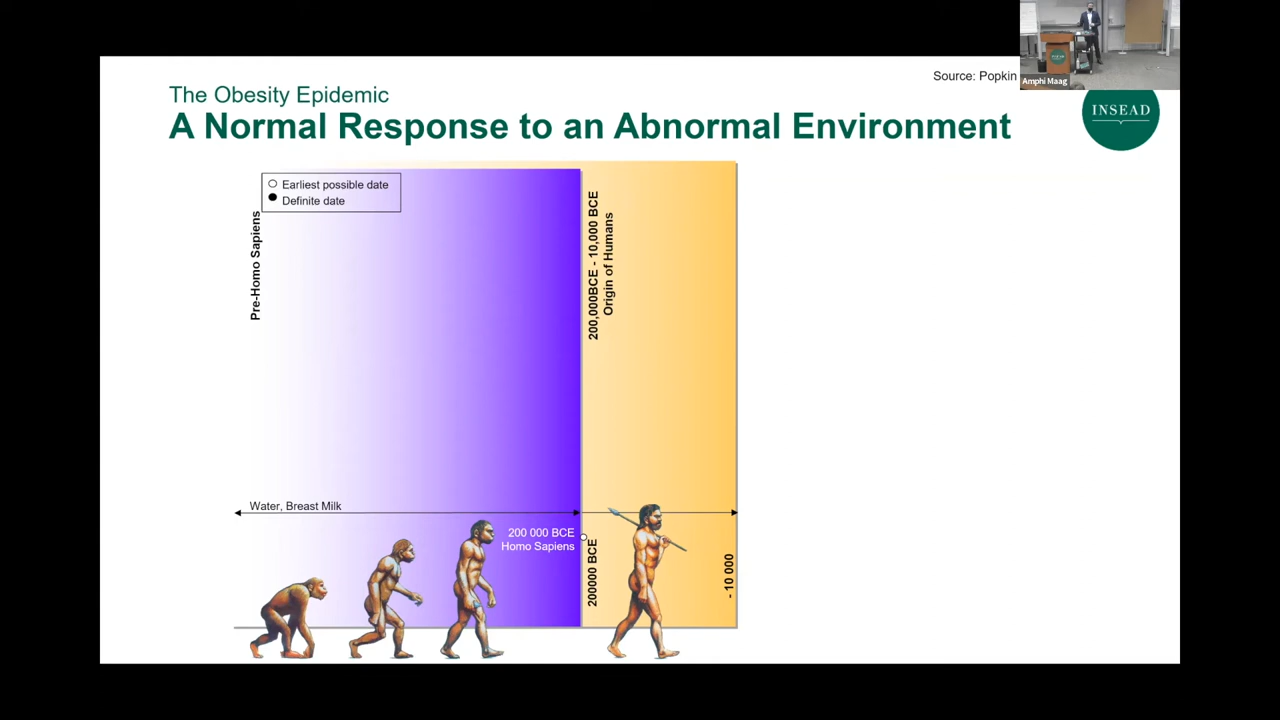 Source: Popkin
Amphi Maag
The Obesity Epidemic
A Normal Response to an Abnormal Environment
INSEAD
Earliest possible date
Definite date
Pre-Homo Sapiens
200,000BCE - 10,000 BCE
Origin of Humans
Water, Breast Milk
200 000 BCE
Homo Sapiens
200000 BCE
- 10 000